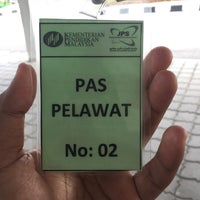 KEMENTERIAN
PENDIDIKAN
MALAYSIA
JPS
PAS
PELAWAT
No: 02